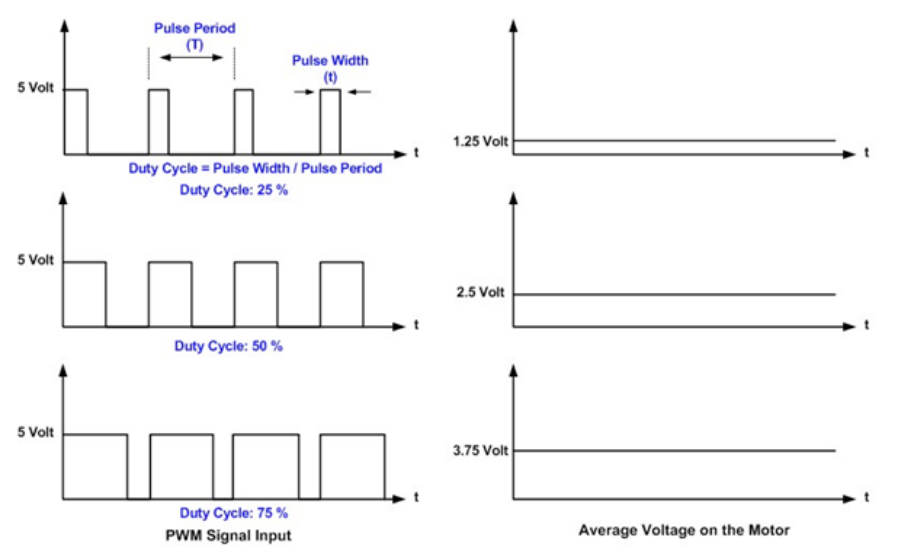 Pulse Period
(T)
Pulse Width
(t)
5 Volt
t
Duty Cycle = Pulse Width / Pulse Period
Duty Cycle: 25 %
1.25 Volt
t
5 Volt
t
Duty Cycle: 50 %
2.5 Volt
t
5 Volt
t
Duty Cycle: 75 %
PWM Signal Input
3.75 Volt
t
Average Voltage on the Motor